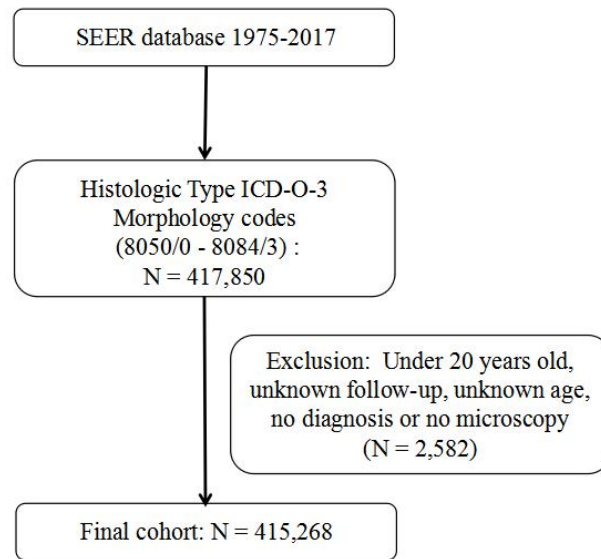 SEER database 1975-2017
Histologic Type ICD-O-3
Morphology codes
(8050/0 - 8084/3) :
N = 417,850
Exclusion: Under 20 years old,
unknown follow-up, unknown age,
no diagnosis or no microscopy
(N = 2,582)
Final cohort: N = 415,268